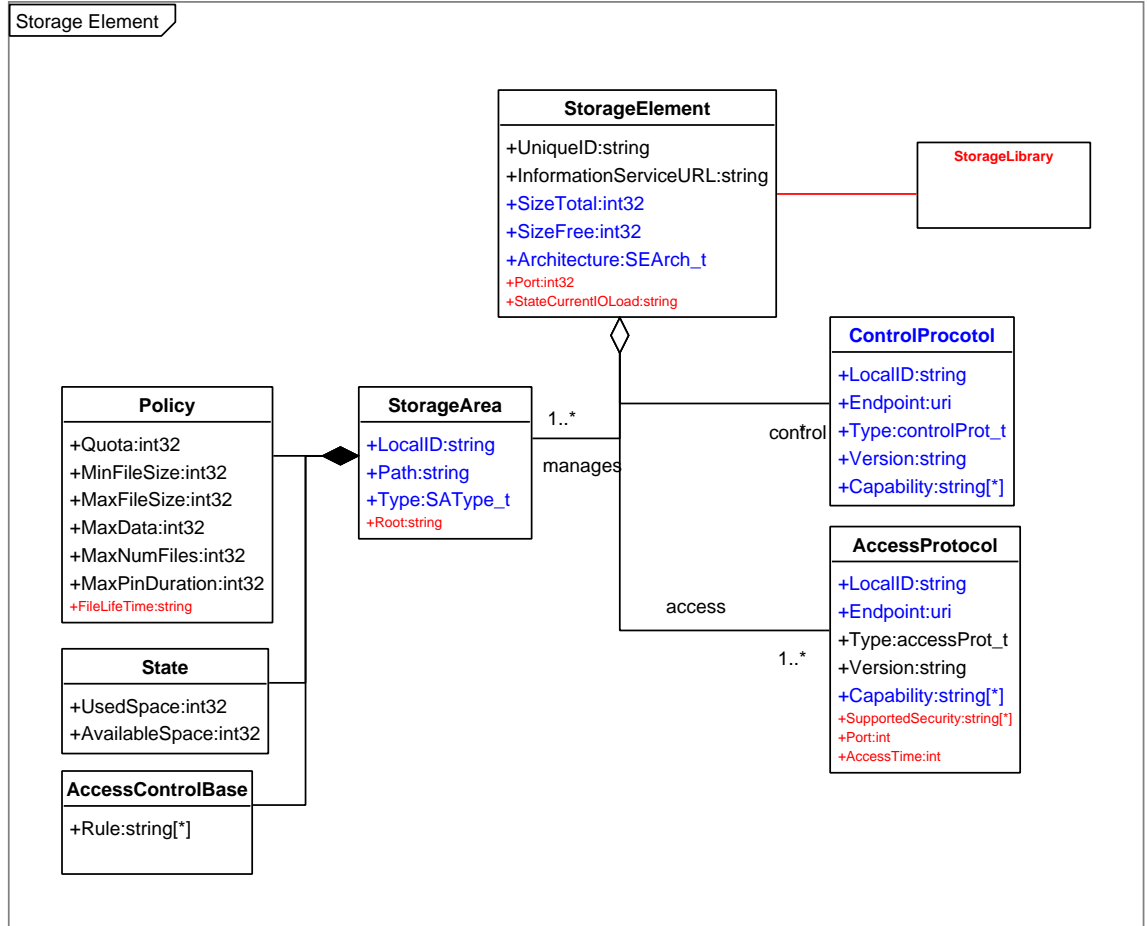 Storage Element
StorageElement
+UniqueID:string
+InformationServiceURL:string
+SizeTotal:int32
+SizeFree:int32
+Architecture:SEArch_t
+Port:int32
+StateCurrentIOLoad:string
StorageLibrary
ControlProcotol
+LocalID:string
+Endpoint:uri
+Type:controlProt_t
+Version:string
+Capability:string[*]
control
*
Policy
+Quota:int32
+MinFileSize:int32
+MaxFileSize:int32
+MaxData:int32
+MaxNumFiles:int32
+MaxPinDuration:int32
+FileLifeTime:string
StorageArea
+LocalID:string
+Path:string
+Type:SAType_t
+Root:string
1..*
manages
AccessProtocol
+LocalID:string
+Endpoint:uri
+Type:accessProt_t
+Version:string
+Capability:string[*]
+SupportedSecurity:string[*]
+Port:int
+AccessTime:int
access
1..*
State
+UsedSpace:int32
+AvailableSpace:int32
AccessControlBase
+Rule:string[*]